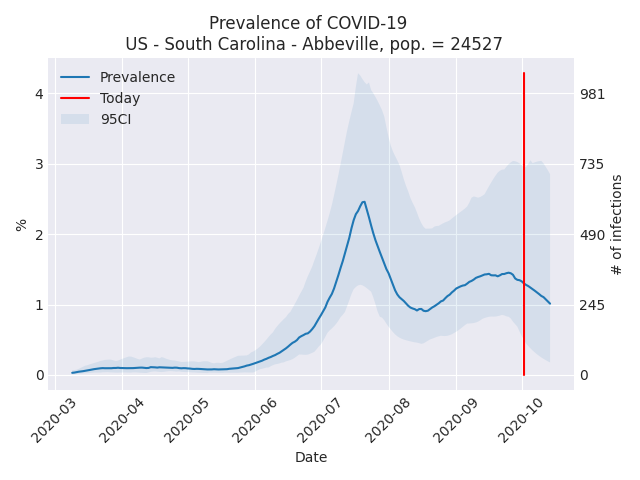 Prevalence of COVID-19
US - South Carolina - Abbeville, pop. = 24527
Prevalence
Today
95CI
4
3
2
1
0
%
981
735
490
245
0
# of infections
2020-03
2020-04
2020-05
2020-06
2020-07
2020-08
2020-09
2020-10
Date